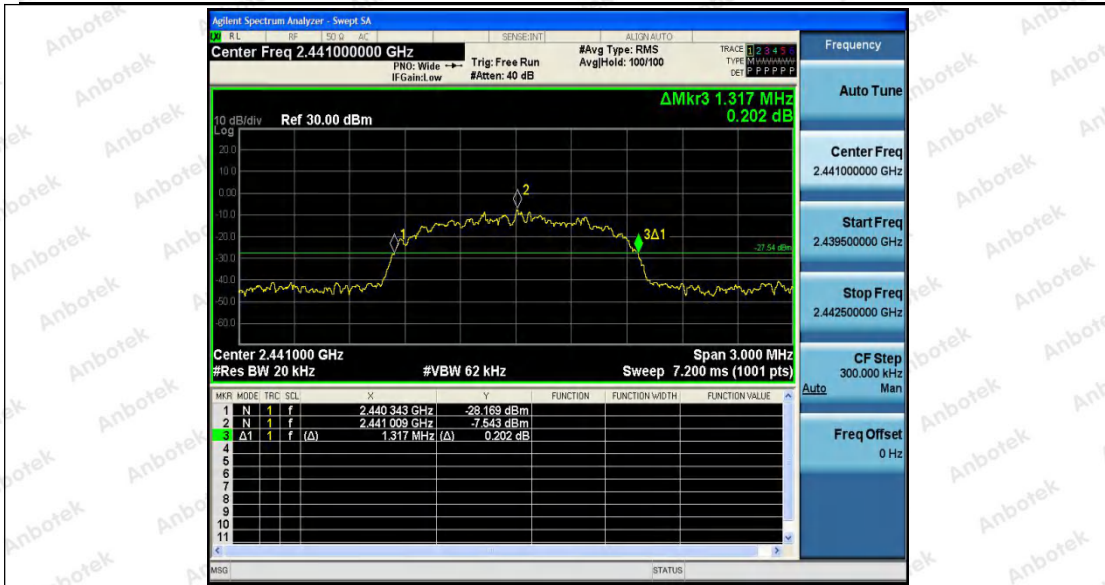 Agilent Spectrum Analyzer - Swept SA
LXI RL RF 50 Ω AC SENSE:INT ALIGN AUTO
Center Freq 2.441000000 GHz
PNO: Wide
IFGain:Low
Trig: Free Run
#Atten: 40 dB
#Avg Type: RMS
Avg|Hold: 100/100
TRACE 1 2 3 4 5 6
TYPE M
DET P P P P P P
ΔMkr3 1.317 MHz
0.202 dB
10 dB/div Ref 30.00 dBm
Log
20.0
10.0
0.00
-10.0
-20.0
-30.0
-40.0
-50.0
-60.0
1
2
3Δ1
-27.54 dBm
Center 2.441000 GHz Span 3.000 MHz
#Res BW 20 kHz #VBW 62 kHz Sweep 7.200 ms (1001 pts)
MKR MODE TRC SCL X Y FUNCTION FUNCTION WIDTH FUNCTION VALUE
1 N 1 f 2.440 343 GHz -28.169 dBm
2 N 1 f 2.441 009 GHz -7.543 dBm
3 Δ1 1 f (Δ) 1.317 MHz (Δ) 0.202 dB
4
5
6
7
8
9
10
11
MSG STATUS
Frequency
Auto Tune
Center Freq
2.441000000 GHz
Start Freq
2.439500000 GHz
Stop Freq
2.442500000 GHz
CF Step
300.000 kHz
Auto Man
Freq Offset
0 Hz
Anbotek